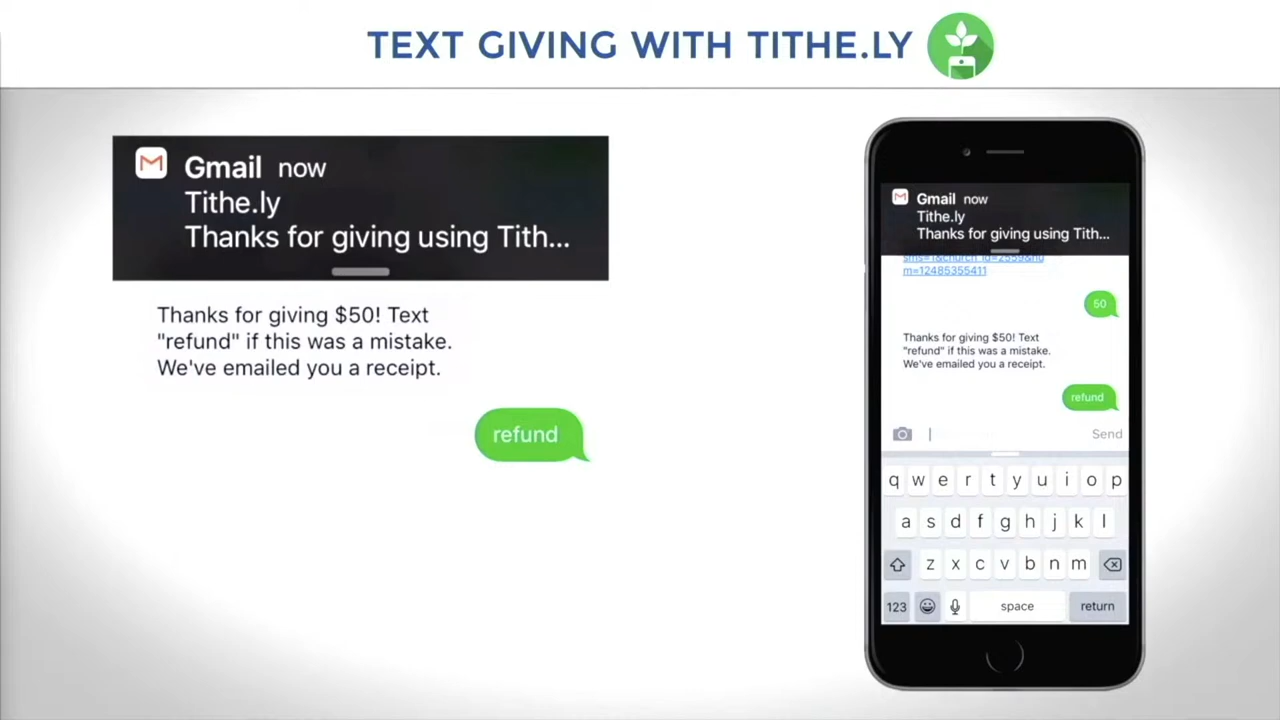 TEXT GIVING WITH TITHE.LY
Gmail now
Tithe.ly
Thanks for giving using Tith...
Thanks for giving $50! Text
"refund" if this was a mistake.
We've emailed you a receipt.
refund
Gmail now
Tithe.ly
Thanks for giving using Tith...
m=12485355411
50
Thanks for giving $50! Text
"refund" if this was a mistake.
We've emailed you a receipt.
refund
Send
q w e r t y u i o p
a s d f g h j k l
z x c v b n m
123 space return